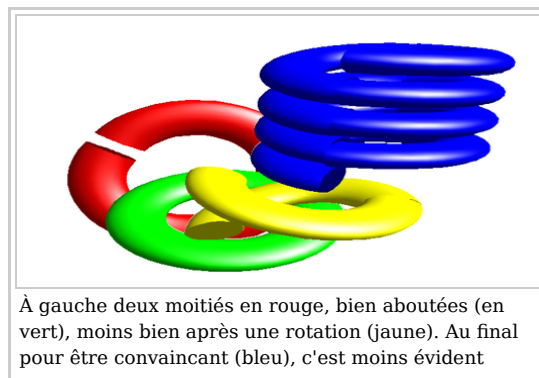 À gauche deux moitiés en rouge, bien aboutées (en
vert), moins bien après une rotation (jaune). Au final
pour être convaincant (bleu), c'est moins évident